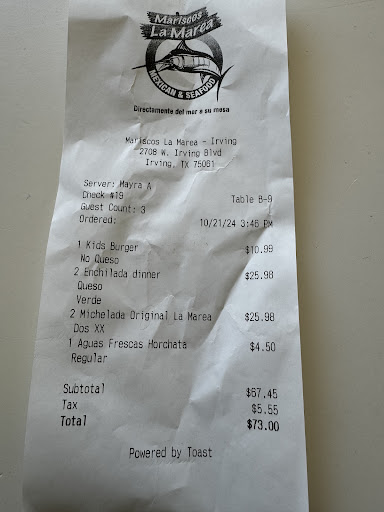 Mariscos
La Marea
MEXICAN & SEAFOOD
Directamente del mar a su mesa
Mariscos La Marea - Irving
2708 W. Irving Blvd
Irving, TX 75061
Server: Mayra A
Check #19 Table B-9
Guest Count: 3
Ordered: 10/21/24 3:46 PM
1 Kids Burger $10.99
No Queso
2 Enchilada dinner $25.98
Queso
Verde
2 Michelada Original La Marea $25.98
Dos XX
1 Aguas Frescas Horchata $4.50
Regular
Subtotal $67.45
Tax $5.55
Total $73.00
Powered by Toast